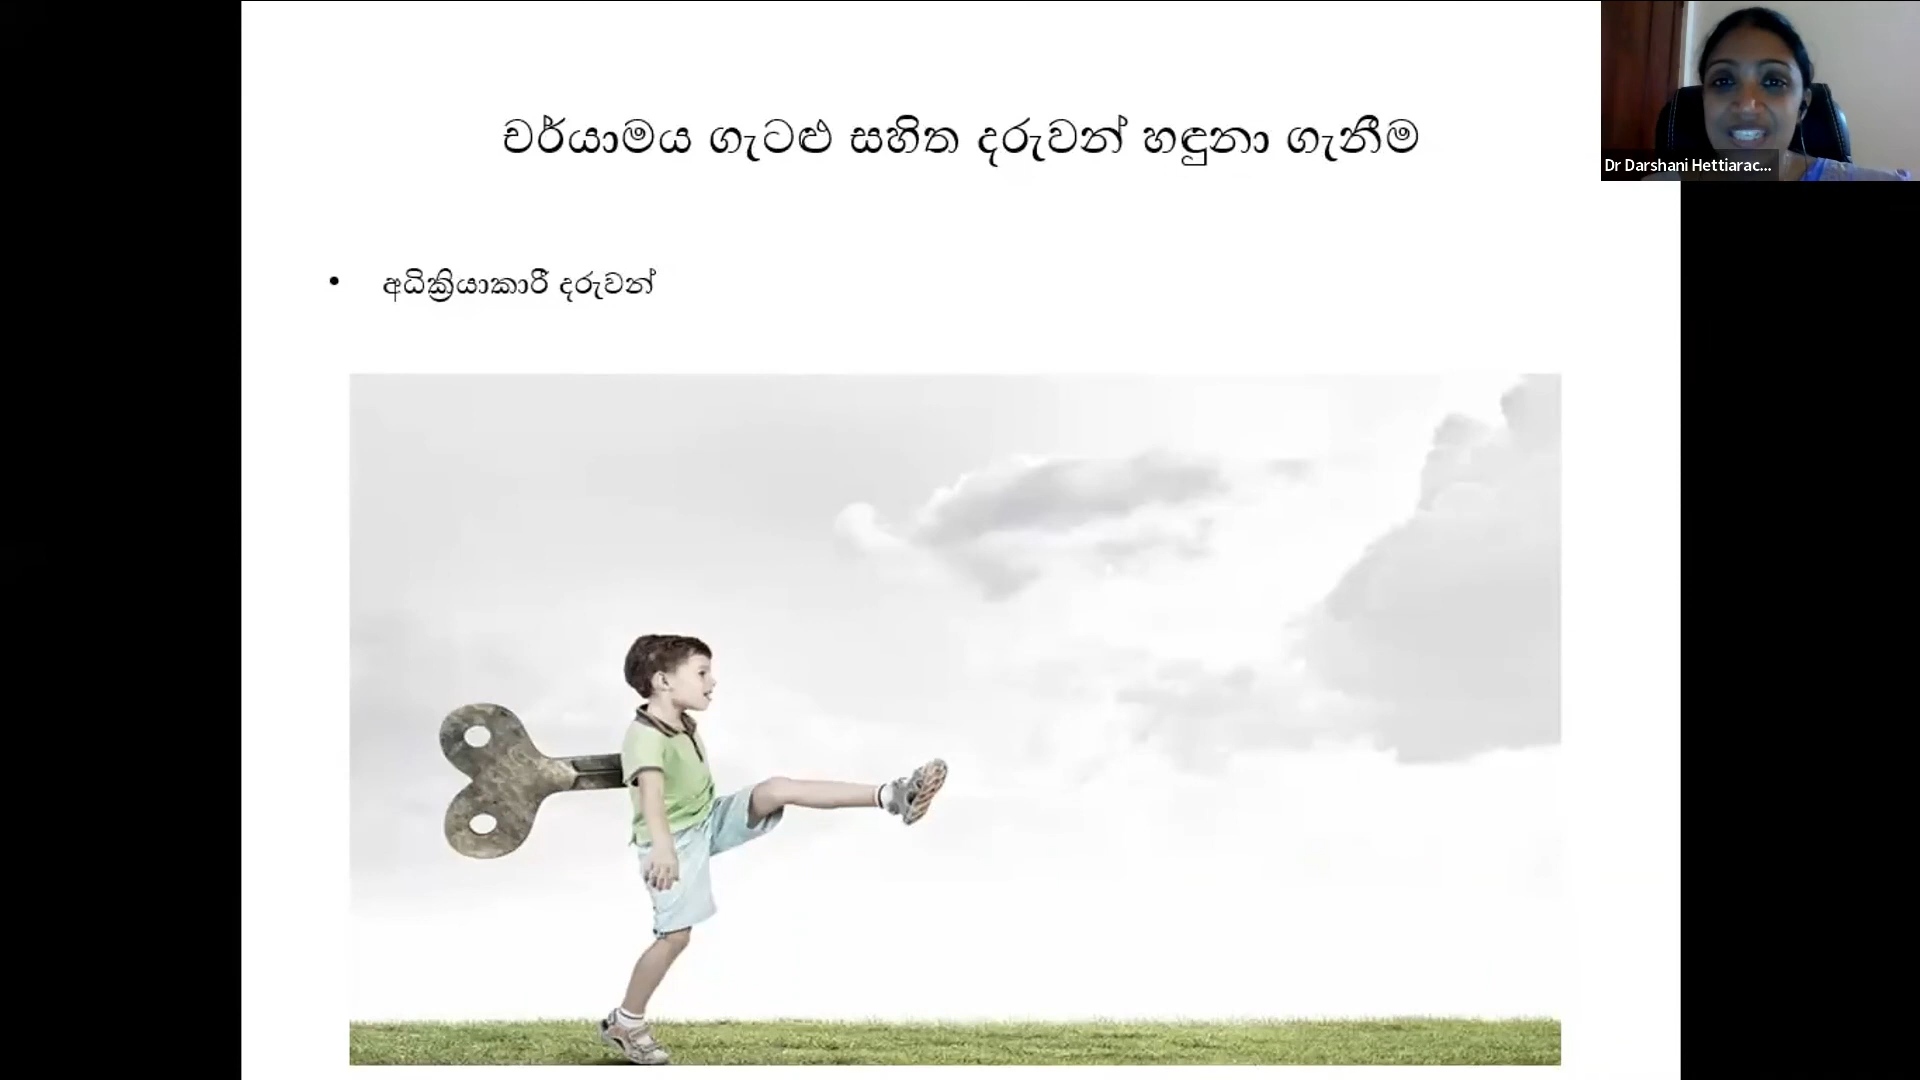 චර්යාමය ගැටළු සහිත දරුවන් හඳුනා ගැනීම
• අධික්‍රියාකාරී දරුවන්
Dr Darshani Hettiarac...